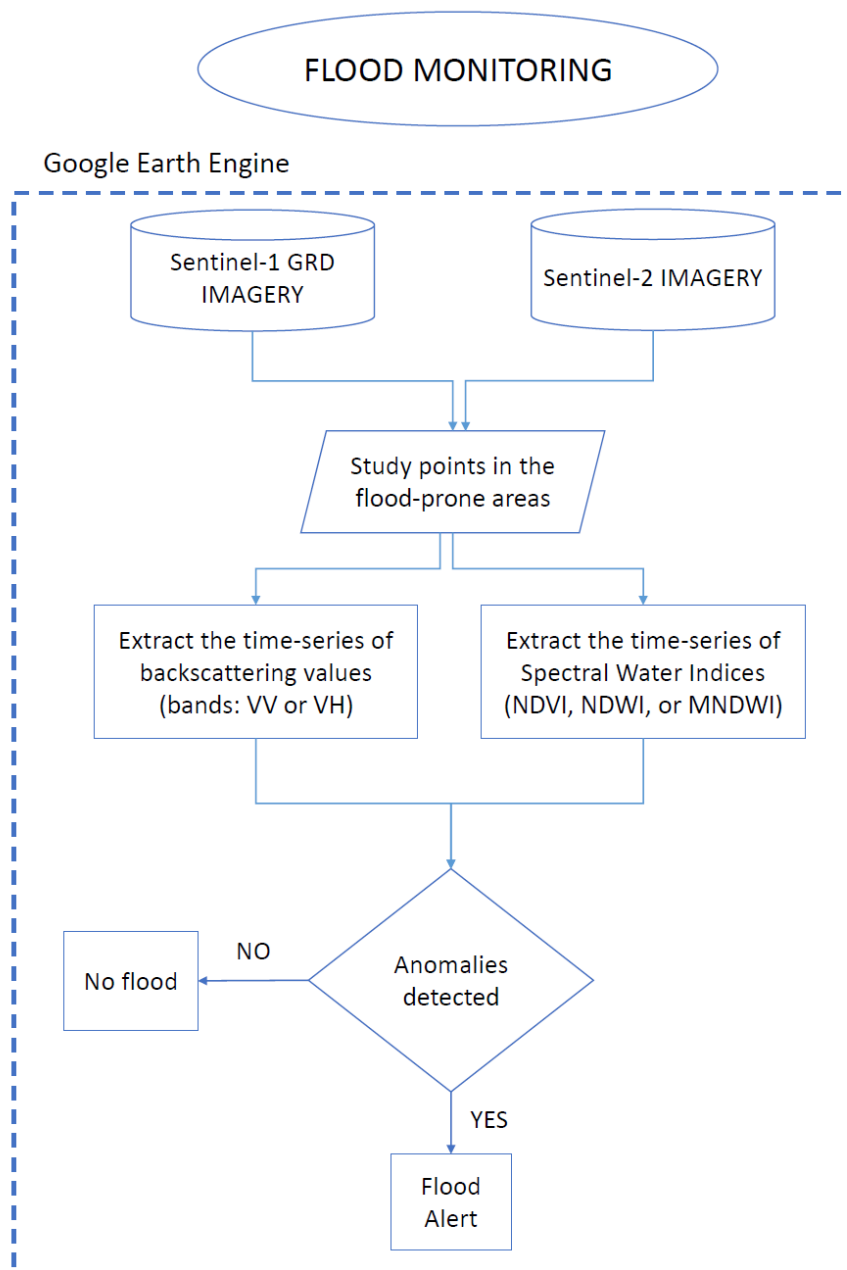 FLOOD MONITORING
Google Earth Engine
Sentinel-1 GRD
IMAGERY
Sentinel-2 IMAGERY
Study points in the
flood-prone areas
Extract the time-series of
backscattering values
(bands: VV or VH)
Extract the time-series of
Spectral Water Indices
(NDVI, NDWI, or MNDWI)
Anomalies
detected
NO
No flood
YES
Flood
Alert